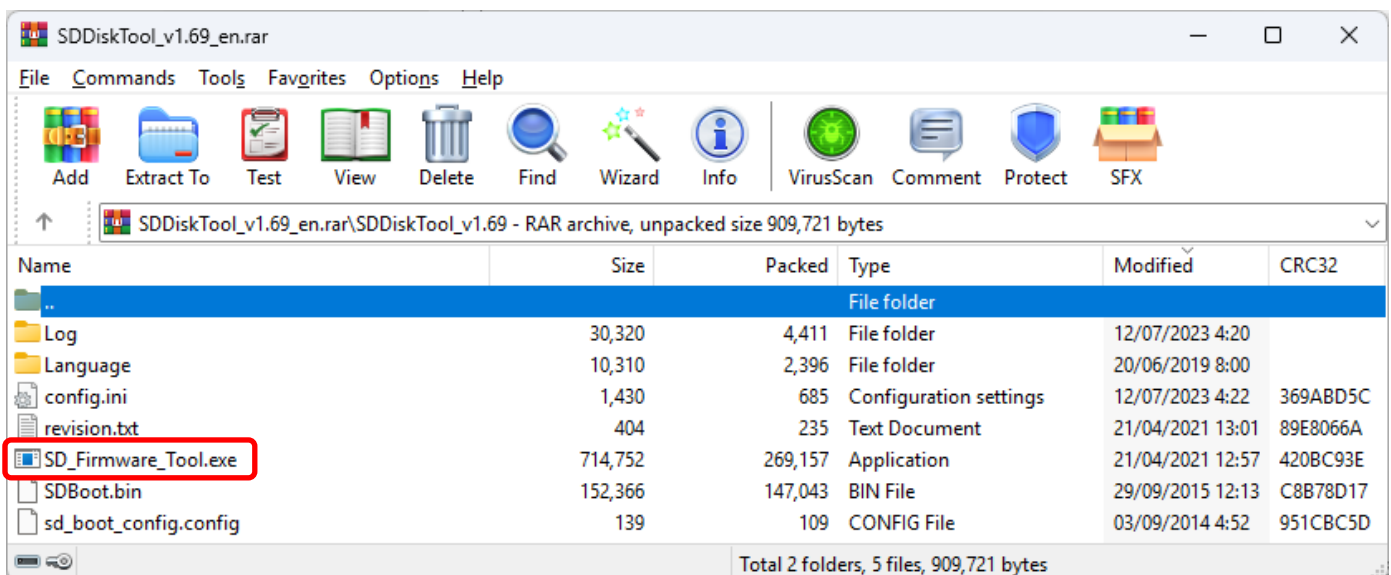 SDDiskTool_v1.69_en.rar
File Commands Tools Favorites Options Help
Add Extract To Test View Delete Find Wizard Info VirusScan Comment Protect SFX
SDDiskTool_v1.69_en.rar\SDDiskTool_v1.69 - RAR archive, unpacked size 909,721 bytes
Name Size Packed Type Modified CRC32
.. File folder
Log 30,320 4,411 File folder 12/07/2023 4:20
Language 10,310 2,396 File folder 20/06/2019 8:00
config.ini 1,430 685 Configuration settings 12/07/2023 4:22 369ABD5C
revision.txt 404 235 Text Document 21/04/2021 13:01 89E8066A
SD_Firmware_Tool.exe 714,752 269,157 Application 21/04/2021 12:57 420BC93E
SDBoot.bin 152,366 147,043 BIN File 29/09/2015 12:13 C8B78D17
sd_boot_config.config 139 109 CONFIG File 03/09/2014 4:52 951CBC5D
Total 2 folders, 5 files, 909,721 bytes